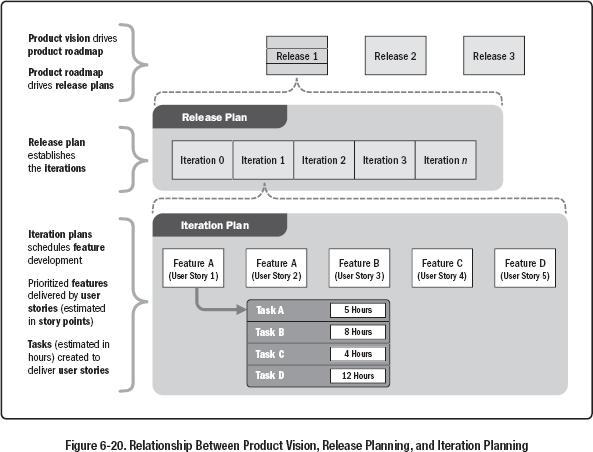 Product vision drives
product roadmap
Product roadmap
drives release plans
Release 1
Release 2
Release 3
Release Plan
Release plan
establishes
the iterations
Iteration 0
Iteration 1
Iteration 2
Iteration 3
Iteration n
Iteration Plan
Iteration plans
schedules feature
development
Prioritized features
delivered by user
stories (estimated
in story points)
Tasks (estimated in
hours) created to
deliver user stories
Feature A
(User Story 1)
Feature A
(User Story 2)
Feature B
(User Story 3)
Feature C
(User Story 4)
Feature D
(User Story 5)
Task A
5 Hours
Task B
8 Hours
Task C
4 Hours
Task D
12 Hours
Figure 6-20. Relationship Between Product Vision, Release Planning, and Iteration Planning